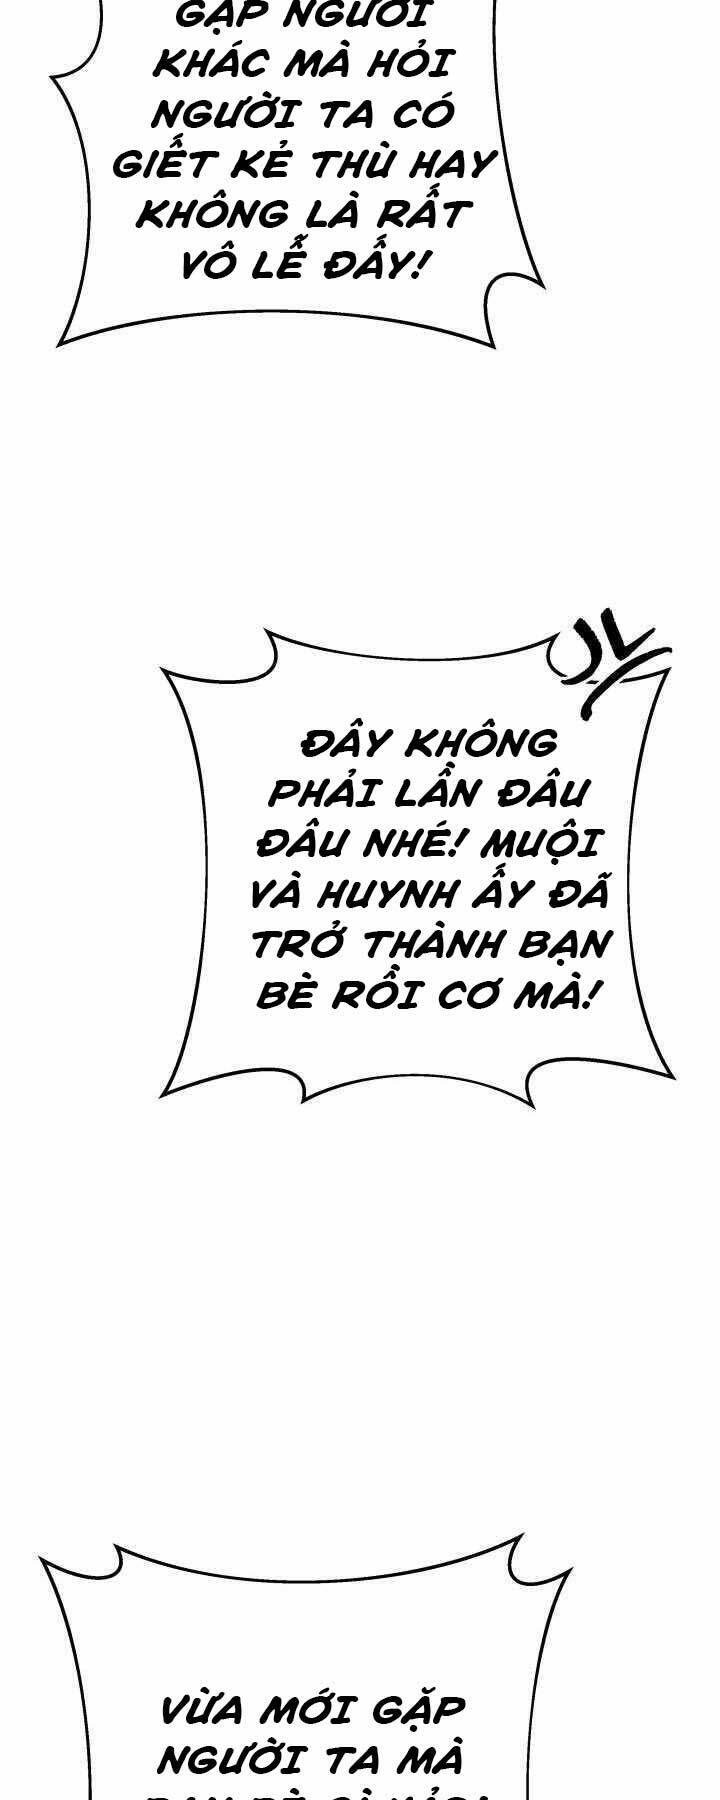 GẶP NGƯỜI
KHÁC MÀ HỎI
NGƯỜI TA CÓ
GIẾT KẺ THÙ HAY
KHÔNG LÀ RẤT
VÔ LỄ ĐẤY!
ĐÂY KHÔNG
PHẢI LẦN ĐẦU
ĐÂU NHÉ! MUỘI
VÀ HUYNH ẤY ĐÃ
TRỞ THÀNH BẠN
BÈ RỒI CƠ MÀ!
VỪA MỚI GẶP
NGƯỜI TA MÀ